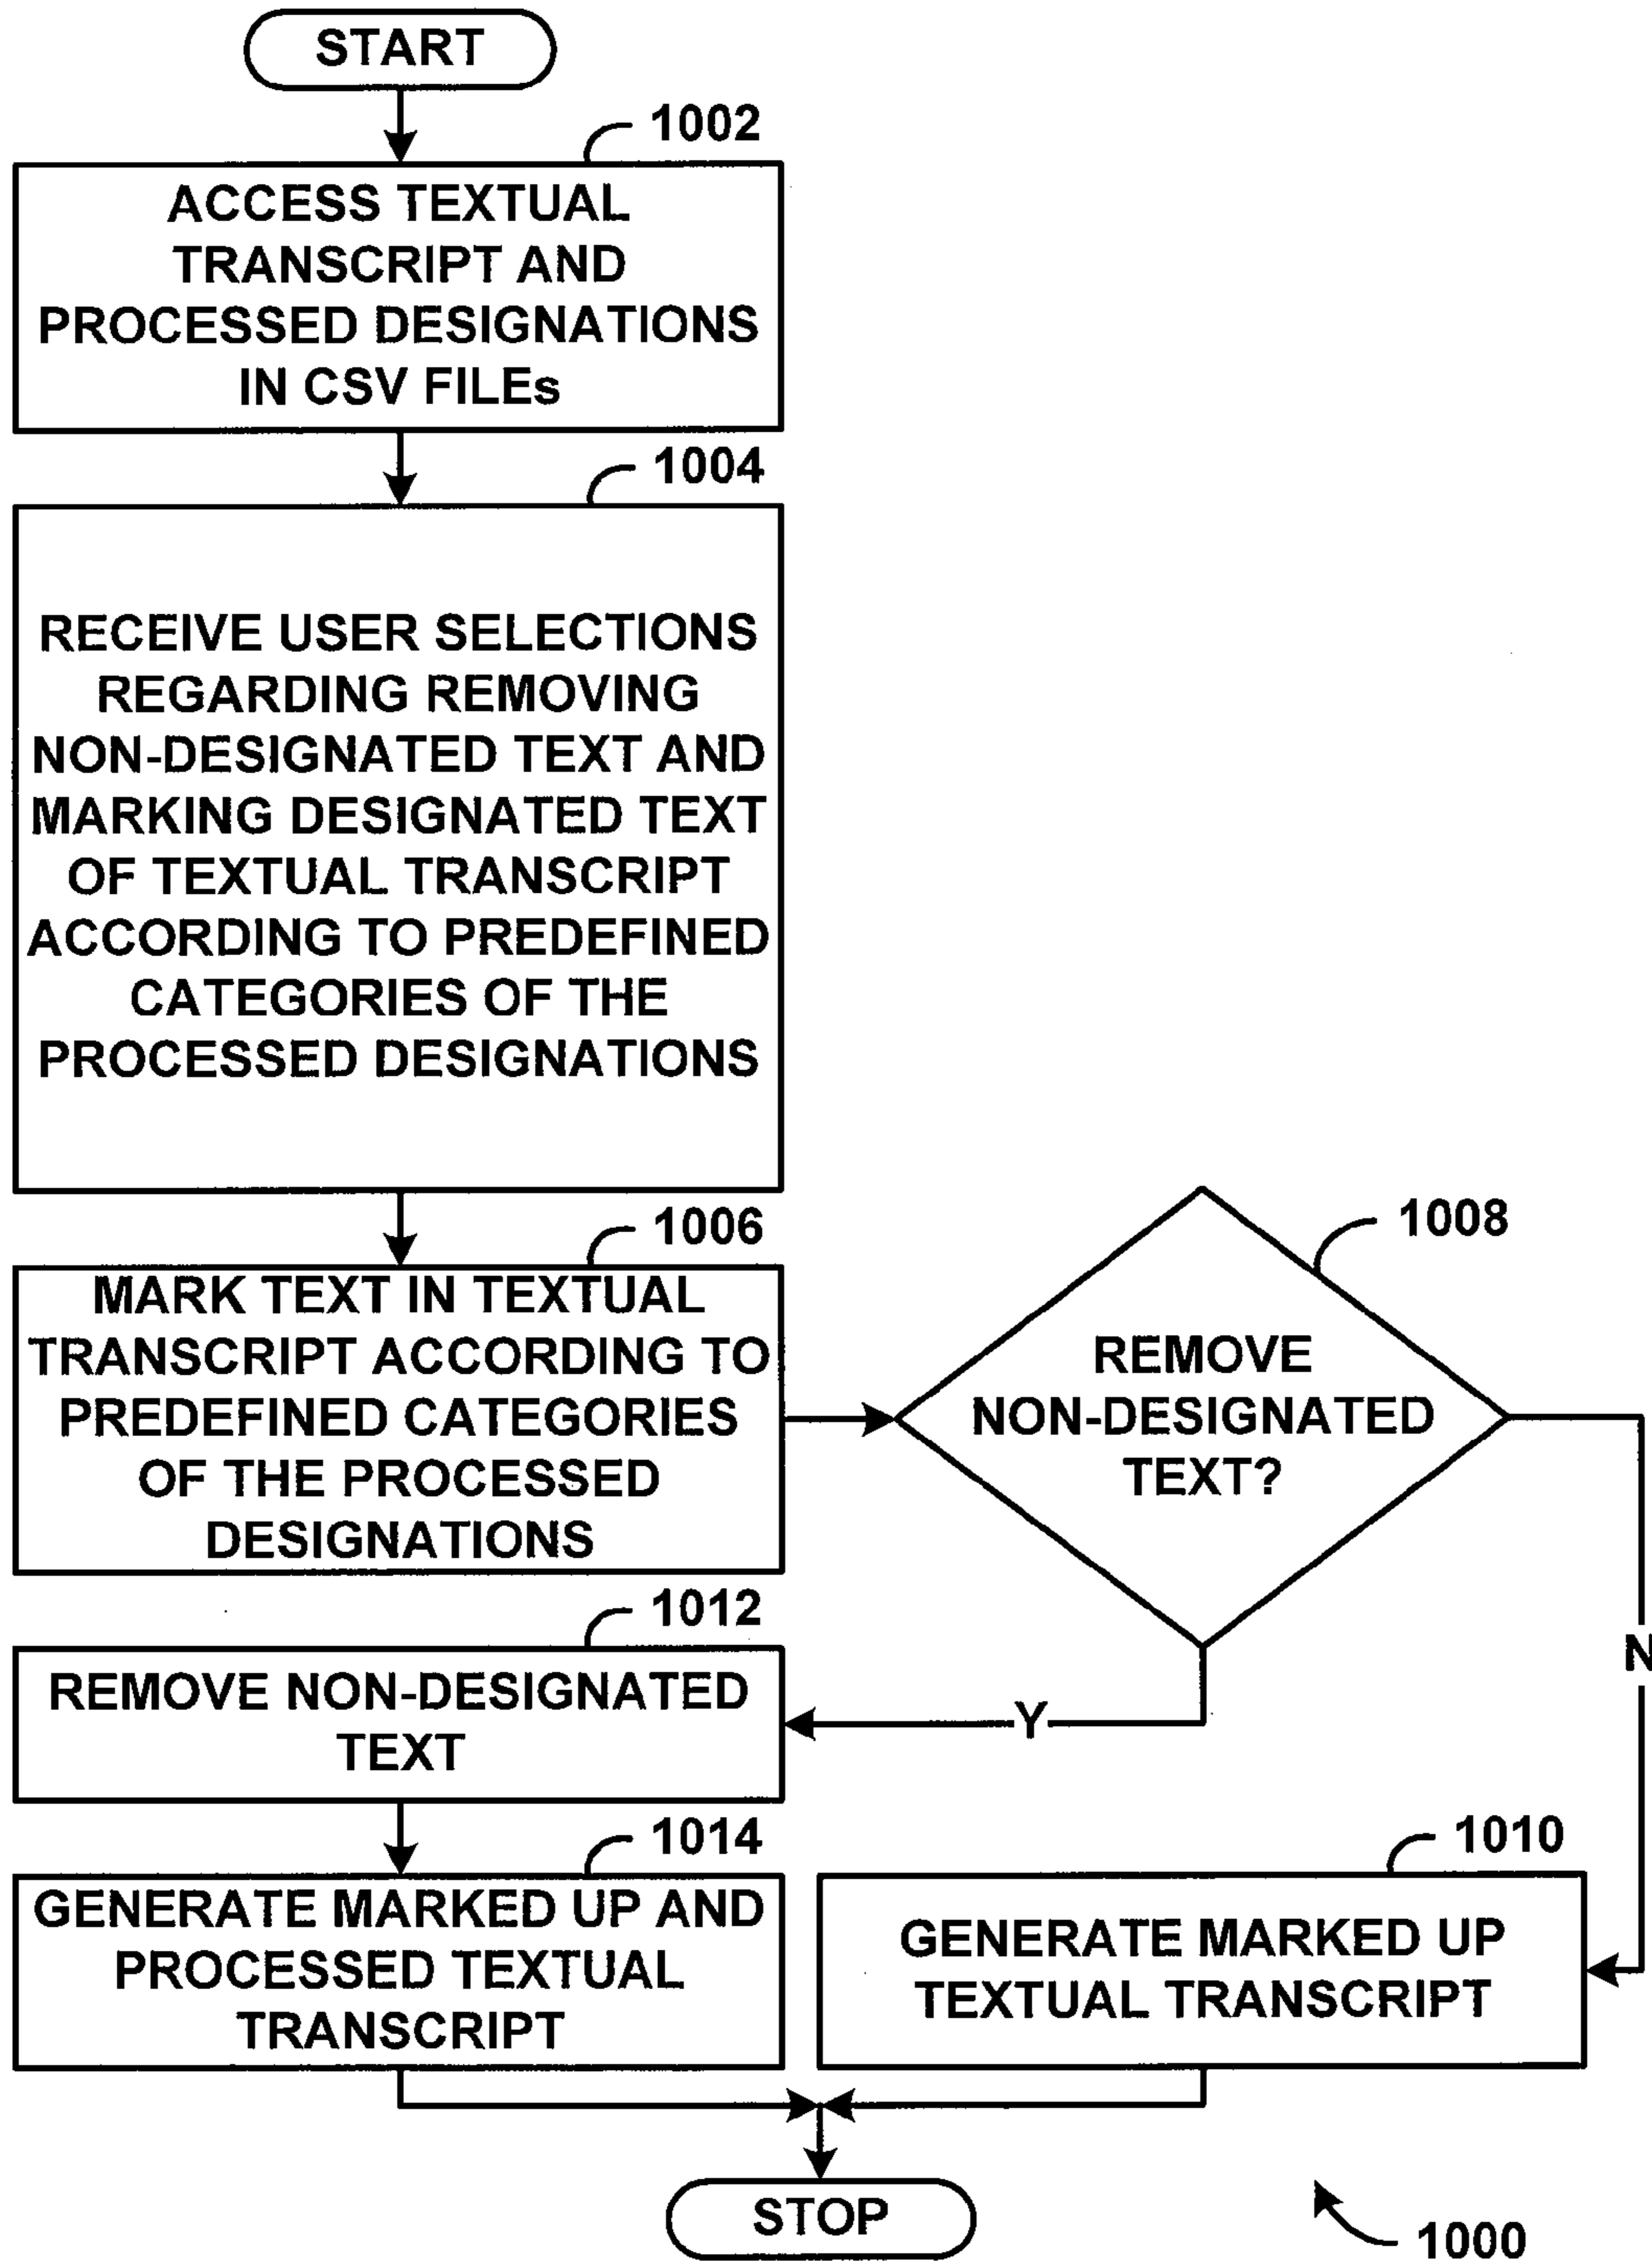 START
1002
ACCESS TEXTUAL
TRANSCRIPT AND
PROCESSED DESIGNATIONS
IN CSV FILEs
1004
RECEIVE USER SELECTIONS
REGARDING REMOVING
NON-DESIGNATED TEXT AND
MARKING DESIGNATED TEXT
OF TEXTUAL TRANSCRIPT
ACCORDING TO PREDEFINED
CATEGORIES OF THE
PROCESSED DESIGNATIONS
1006
MARK TEXT IN TEXTUAL
TRANSCRIPT ACCORDING TO
PREDEFINED CATEGORIES
OF THE PROCESSED
DESIGNATIONS
1008
REMOVE
NON-DESIGNATED
TEXT?
N
Y
1012
REMOVE NON-DESIGNATED
TEXT
1014
GENERATE MARKED UP AND
PROCESSED TEXTUAL
TRANSCRIPT
1010
GENERATE MARKED UP
TEXTUAL TRANSCRIPT
STOP
1000